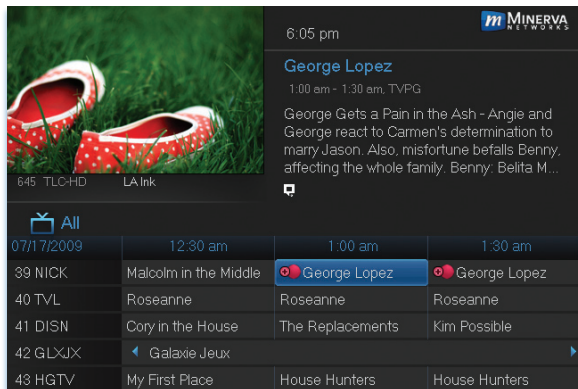 6:05 pm
m MINERVA
NETWORKS
George Lopez
1:00 am - 1:30 am, TVPG
George Gets a Pain in the Ash - Angie and
George react to Carmen's determination to
marry Jason. Also, misfortune befalls Benny,
affecting the whole family. Benny: Belita M...
645 TLC-HD LA Ink
All
07/17/2009 12:30 am 1:00 am 1:30 am
39 NICK Malcolm in the Middle George Lopez George Lopez
40 TVL Roseanne Roseanne Roseanne
41 DISN Cory in the House The Replacements Kim Possible
42 GLXJX Galaxie Jeux
43 HGTV My First Place House Hunters House Hunters